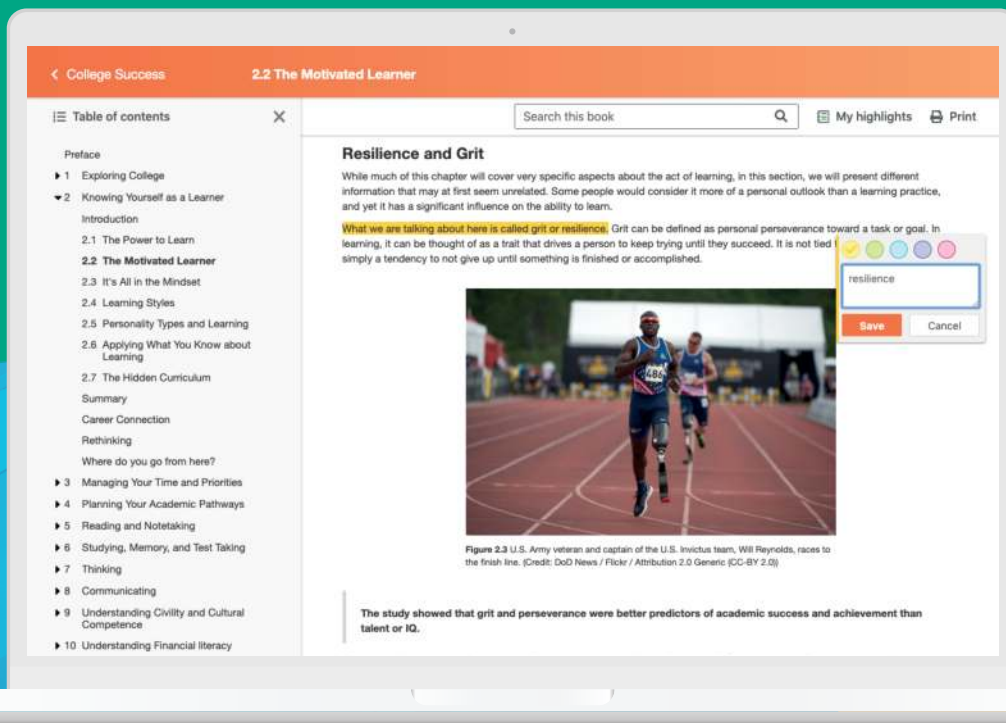 College Success
2.2 The Motivated Learner
Table of contents
Search this book
My highlights
Print
Preface
1 Exploring College
2 Knowing Yourself as a Learner
Introduction
2.1 The Power to Learn
2.2 The Motivated Learner
2.3 It's All in the Mindset
2.4 Learning Styles
2.5 Personality Types and Learning
2.6 Applying What You Know about
Learning
2.7 The Hidden Curriculum
Summary
Career Connection
Rethinking
Where do you go from here?
3 Managing Your Time and Priorities
4 Planning Your Academic Pathways
5 Reading and Notetaking
6 Studying, Memory, and Test Taking
7 Thinking
8 Communicating
9 Understanding Civility and Cultural
Competence
10 Understanding Financial literacy
Resilience and Grit
While much of this chapter will cover very specific aspects about the act of learning, in this section, we will present different
information that may at first seem unrelated. Some people would consider it more of a personal outlook than a learning practice,
and yet it has a significant influence on the ability to learn.
What we are talking about here is called grit or resilience. Grit can be defined as personal perseverance toward a task or goal. In
learning, it can be thought of as a trait that drives a person to keep trying until they succeed. It is not tied
simply a tendency to not give up until something is finished or accomplished.
resilience
Save
Cancel
486
Figure 2.3 U.S. Army veteran and captain of the U.S. Invictus team, Will Reynolds, races to
the finish line. (Credit: DoD News / Flickr / Attribution 2.0 Generic (CC-BY 2.0))
The study showed that grit and perseverance were better predictors of academic success and achievement than
talent or IQ.